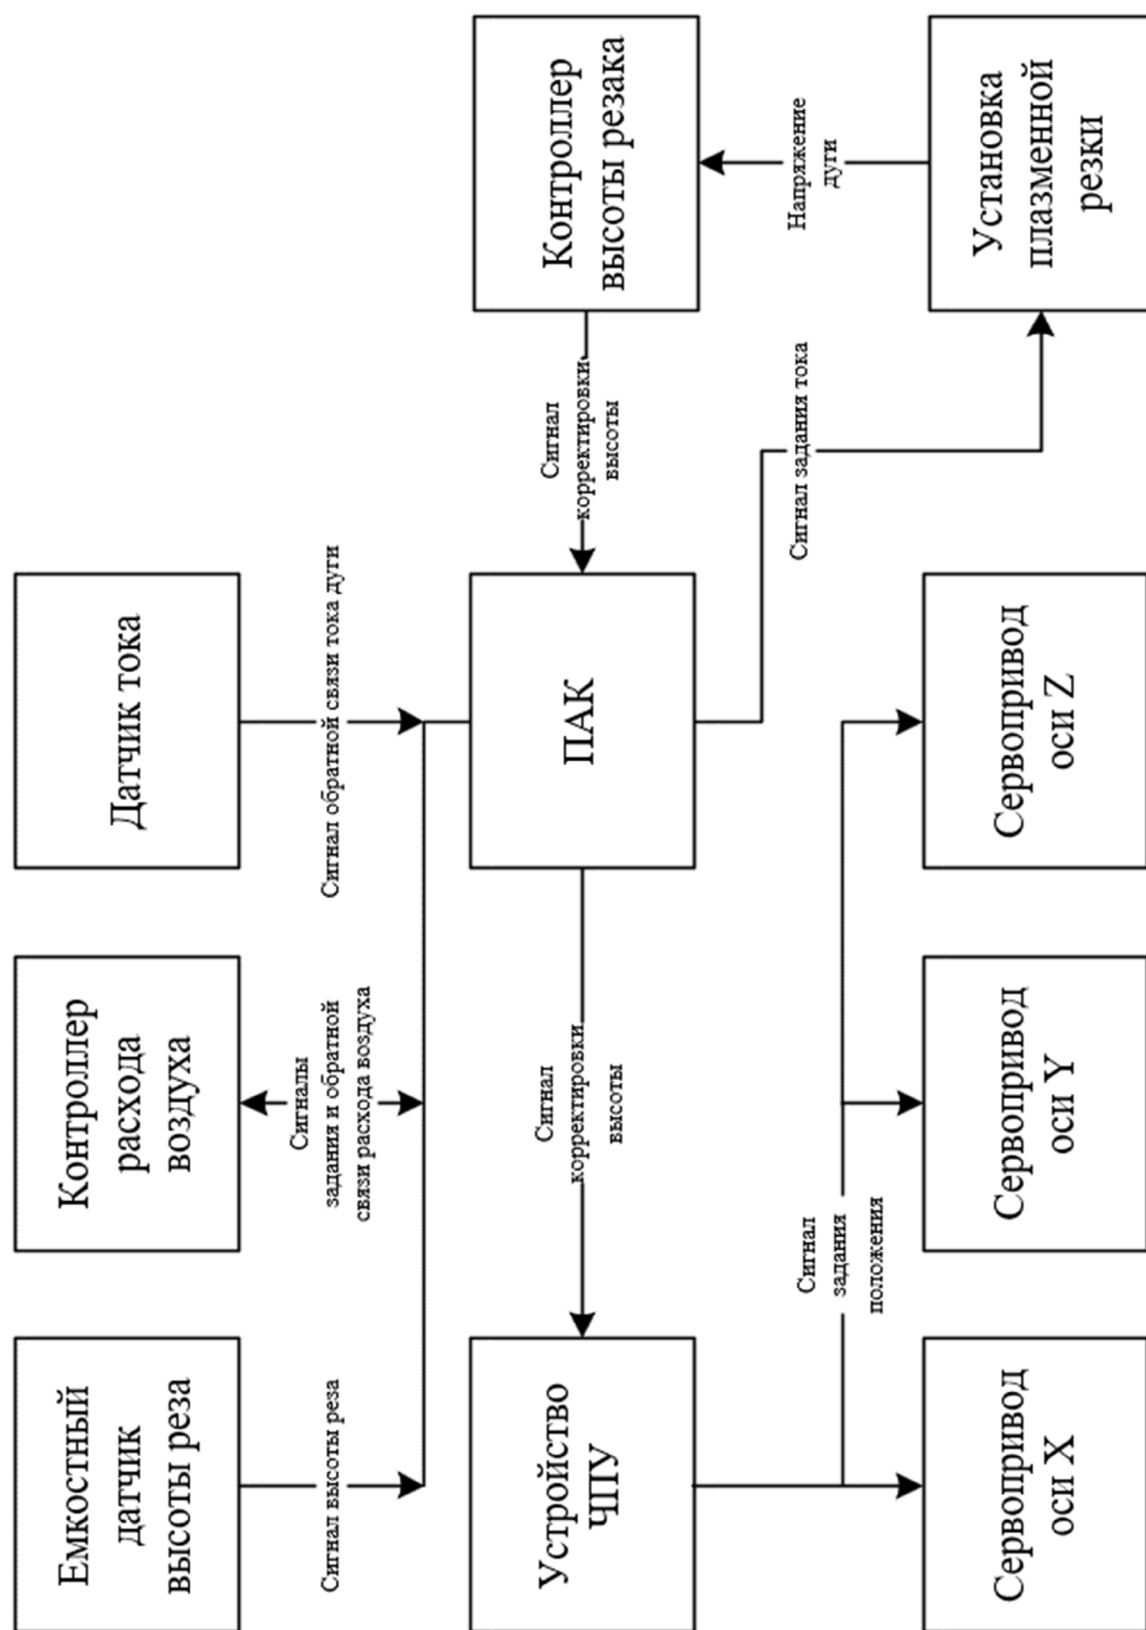 Емкостный
датчик
высоты реза
Контроллер
расхода
воздуха
Датчик тока
Сигнал высоты реза
Сигналы
задания и обратной
связи расхода воздуха
Сигнал обратной связи тока дуги
Устройство
ЧПУ
Сигнал
корректировки
высоты
ПАК
Сигнал
корректировки
высоты
Контроллер
высоты резака
Сигнал
задания
положения
Сигнал задания тока
Напряжение
дуги
Сервопривод
оси X
Сервопривод
оси Y
Сервопривод
оси Z
Установка
плазменной
резки